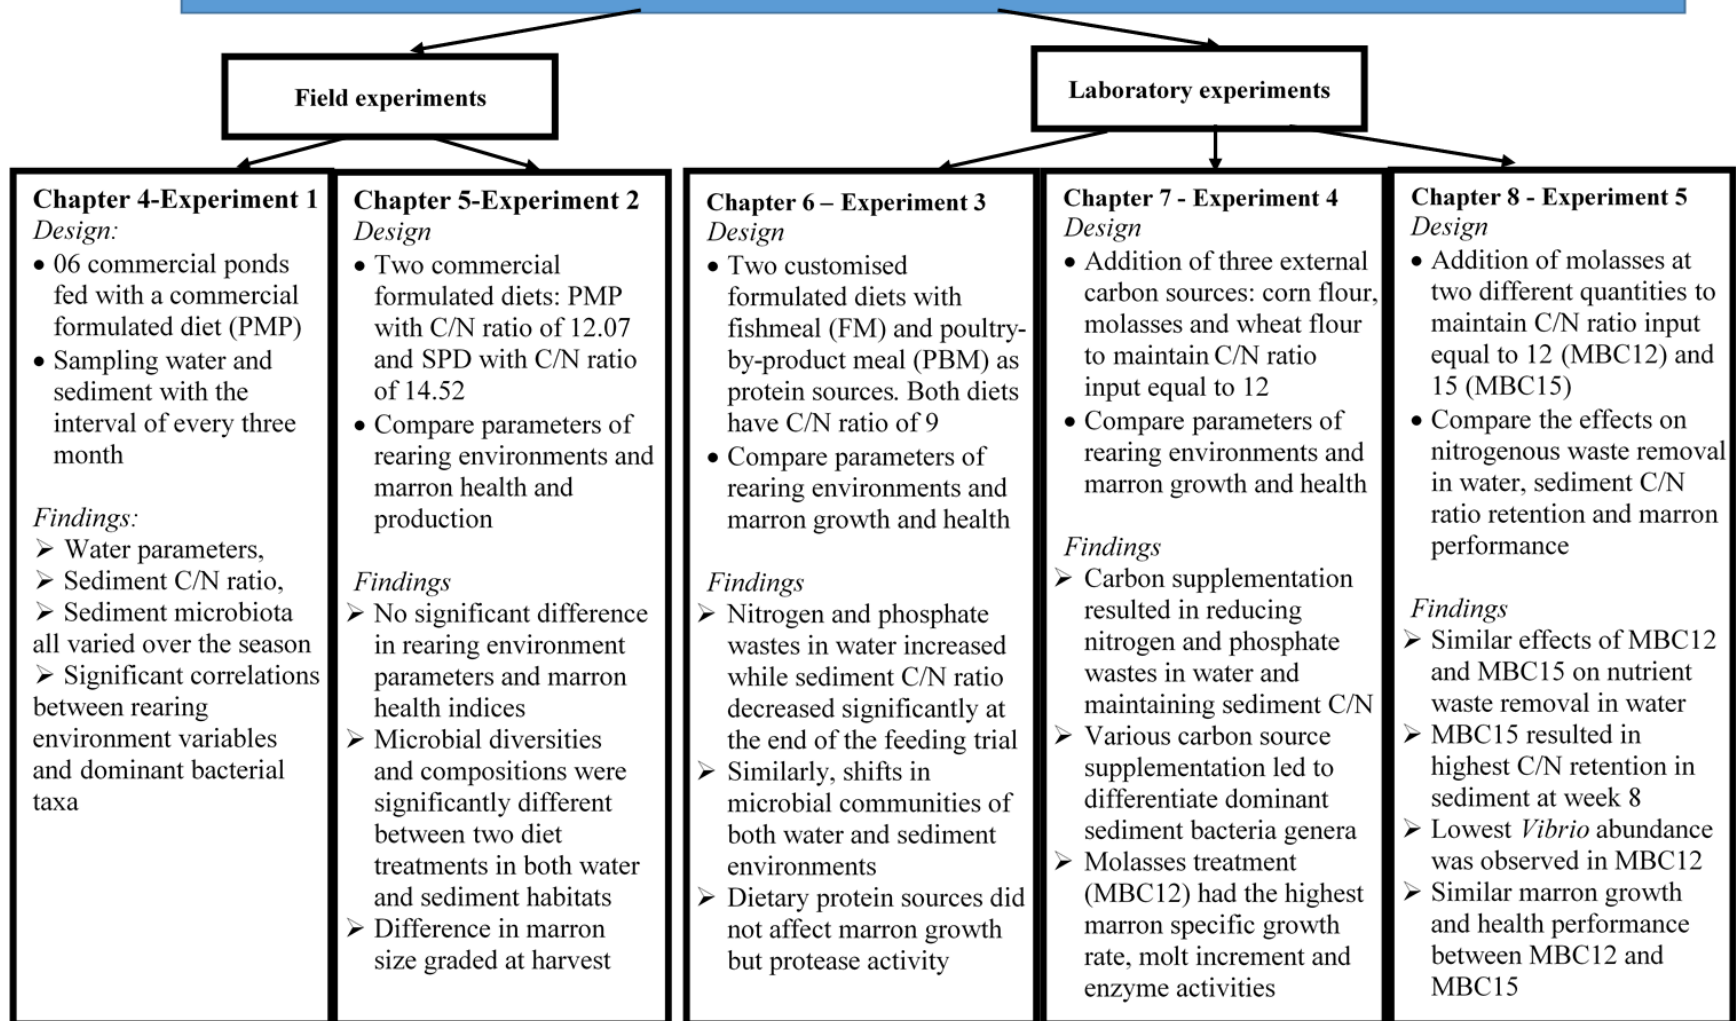 Field experiments
Laboratory experiments
Chapter 4-Experiment 1
Design:
• 06 commercial ponds
fed with a commercial
formulated diet (PMP)
• Sampling water and
sediment with the
interval of every three
month
Findings:
➢ Water parameters,
➢ Sediment C/N ratio,
➢ Sediment microbiota
all varied over the season
➢ Significant correlations
between rearing
environment variables
and dominant bacterial
taxa
Chapter 5-Experiment 2
Design
• Two commercial
formulated diets: PMP
with C/N ratio of 12.07
and SPD with C/N ratio
of 14.52
• Compare parameters of
rearing environments and
marron health and
production
Findings
➢ No significant difference
in rearing environment
parameters and marron
health indices
➢ Microbial diversities
and compositions were
significantly different
between two diet
treatments in both water
and sediment habitats
➢ Difference in marron
size graded at harvest
Chapter 6 – Experiment 3
Design
• Two customised
formulated diets with
fishmeal (FM) and poultry-
by-product meal (PBM) as
protein sources. Both diets
have C/N ratio of 9
• Compare parameters of
rearing environments and
marron growth and health
Findings
➢ Nitrogen and phosphate
wastes in water increased
while sediment C/N ratio
decreased significantly at
the end of the feeding trial
➢ Similarly, shifts in
microbial communities of
both water and sediment
environments
➢ Dietary protein sources did
not affect marron growth
but protease activity
Chapter 7 - Experiment 4
Design
• Addition of three external
carbon sources: corn flour,
molasses and wheat flour
to maintain C/N ratio
input equal to 12
• Compare parameters of
rearing environments and
marron growth and health
Findings
➢ Carbon supplementation
resulted in reducing
nitrogen and phosphate
wastes in water and
maintaining sediment C/N
➢ Various carbon source
supplementation led to
differentiate dominant
sediment bacteria genera
➢ Molasses treatment
(MBC12) had the highest
marron specific growth
rate, molt increment and
enzyme activities
Chapter 8 - Experiment 5
Design
• Addition of molasses at
two different quantities to
maintain C/N ratio input
equal to 12 (MBC12) and
15 (MBC15)
• Compare the effects on
nitrogenous waste removal
in water, sediment C/N
ratio retention and marron
performance
Findings
➢ Similar effects of MBC12
and MBC15 on nutrient
waste removal in water
➢ MBC15 resulted in
highest C/N retention in
sediment at week 8
➢ Lowest Vibrio abundance
was observed in MBC12
➢ Similar marron growth
and health performance
between MBC12 and
MBC15